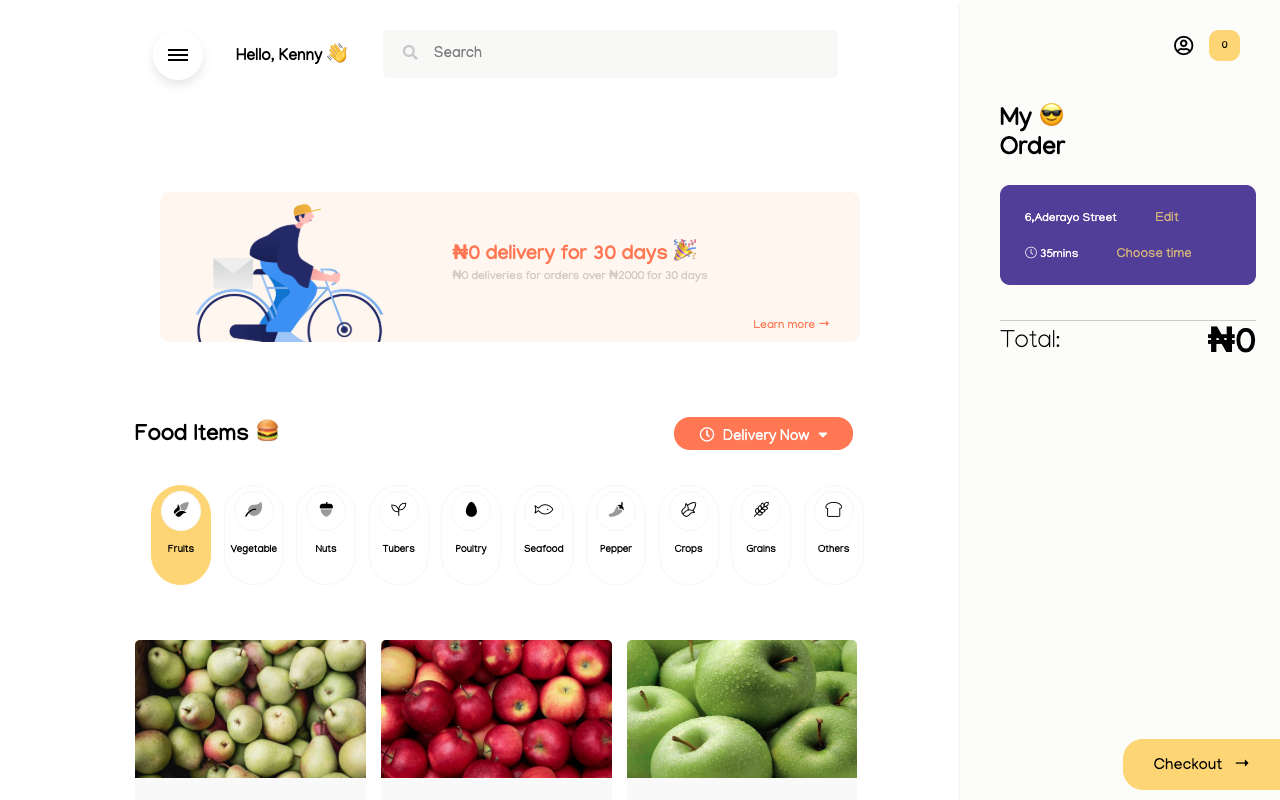 Hello, Kenny 👋
Search
0
My 😎
Order
6,Aderayo Street Edit
35mins Choose time
Total: ₦0
₦0 delivery for 30 days 🎉
₦0 deliveries for orders over ₦2000 for 30 days
Learn more →
Food Items 🍔
Delivery Now
Fruits
Vegetable
Nuts
Tubers
Poultry
Seafood
Pepper
Crops
Grains
Others
Checkout →